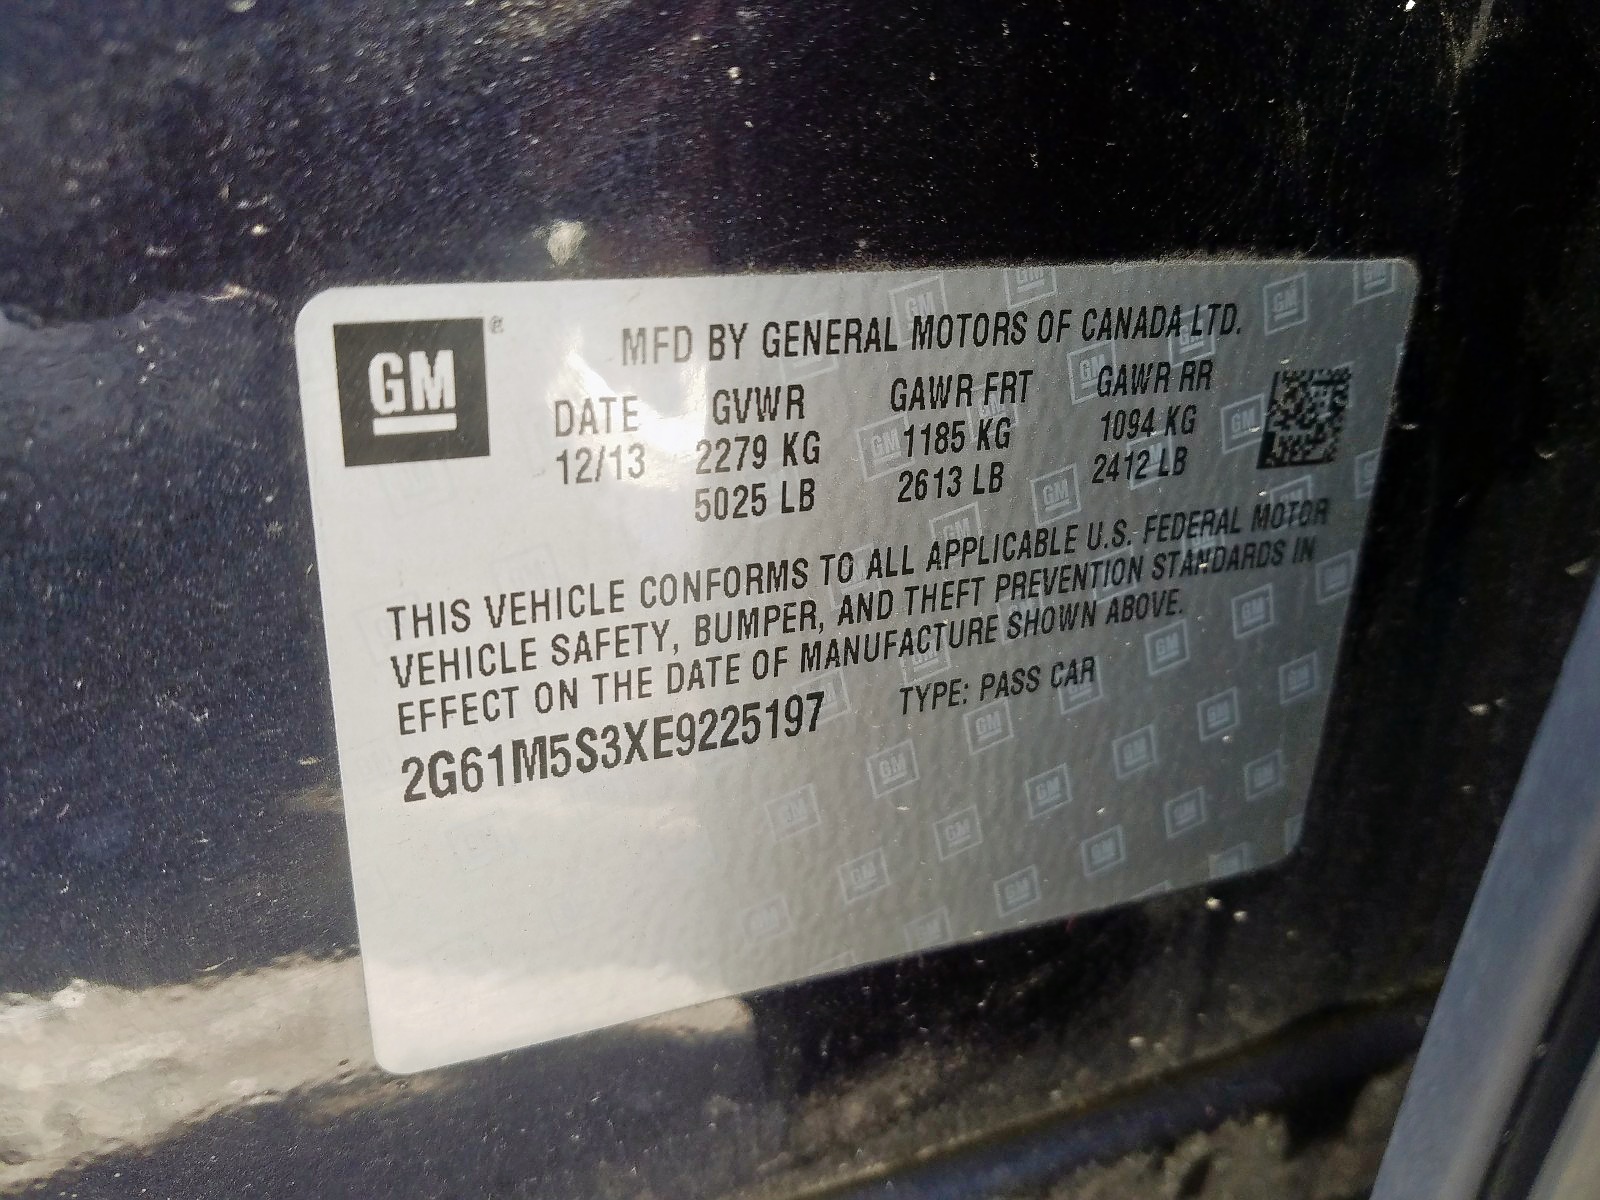 GM ®
MFD BY GENERAL MOTORS OF CANADA LTD.
DATE GVWR GAWR FRT GAWR RR
12/13 2279 KG 1185 KG 1094 KG
5025 LB 2613 LB 2412 LB
THIS VEHICLE CONFORMS TO ALL APPLICABLE U.S. FEDERAL MOTOR
VEHICLE SAFETY, BUMPER, AND THEFT PREVENTION STANDARDS IN
EFFECT ON THE DATE OF MANUFACTURE SHOWN ABOVE.
2G61M5S3XE9225197 TYPE: PASS CAR